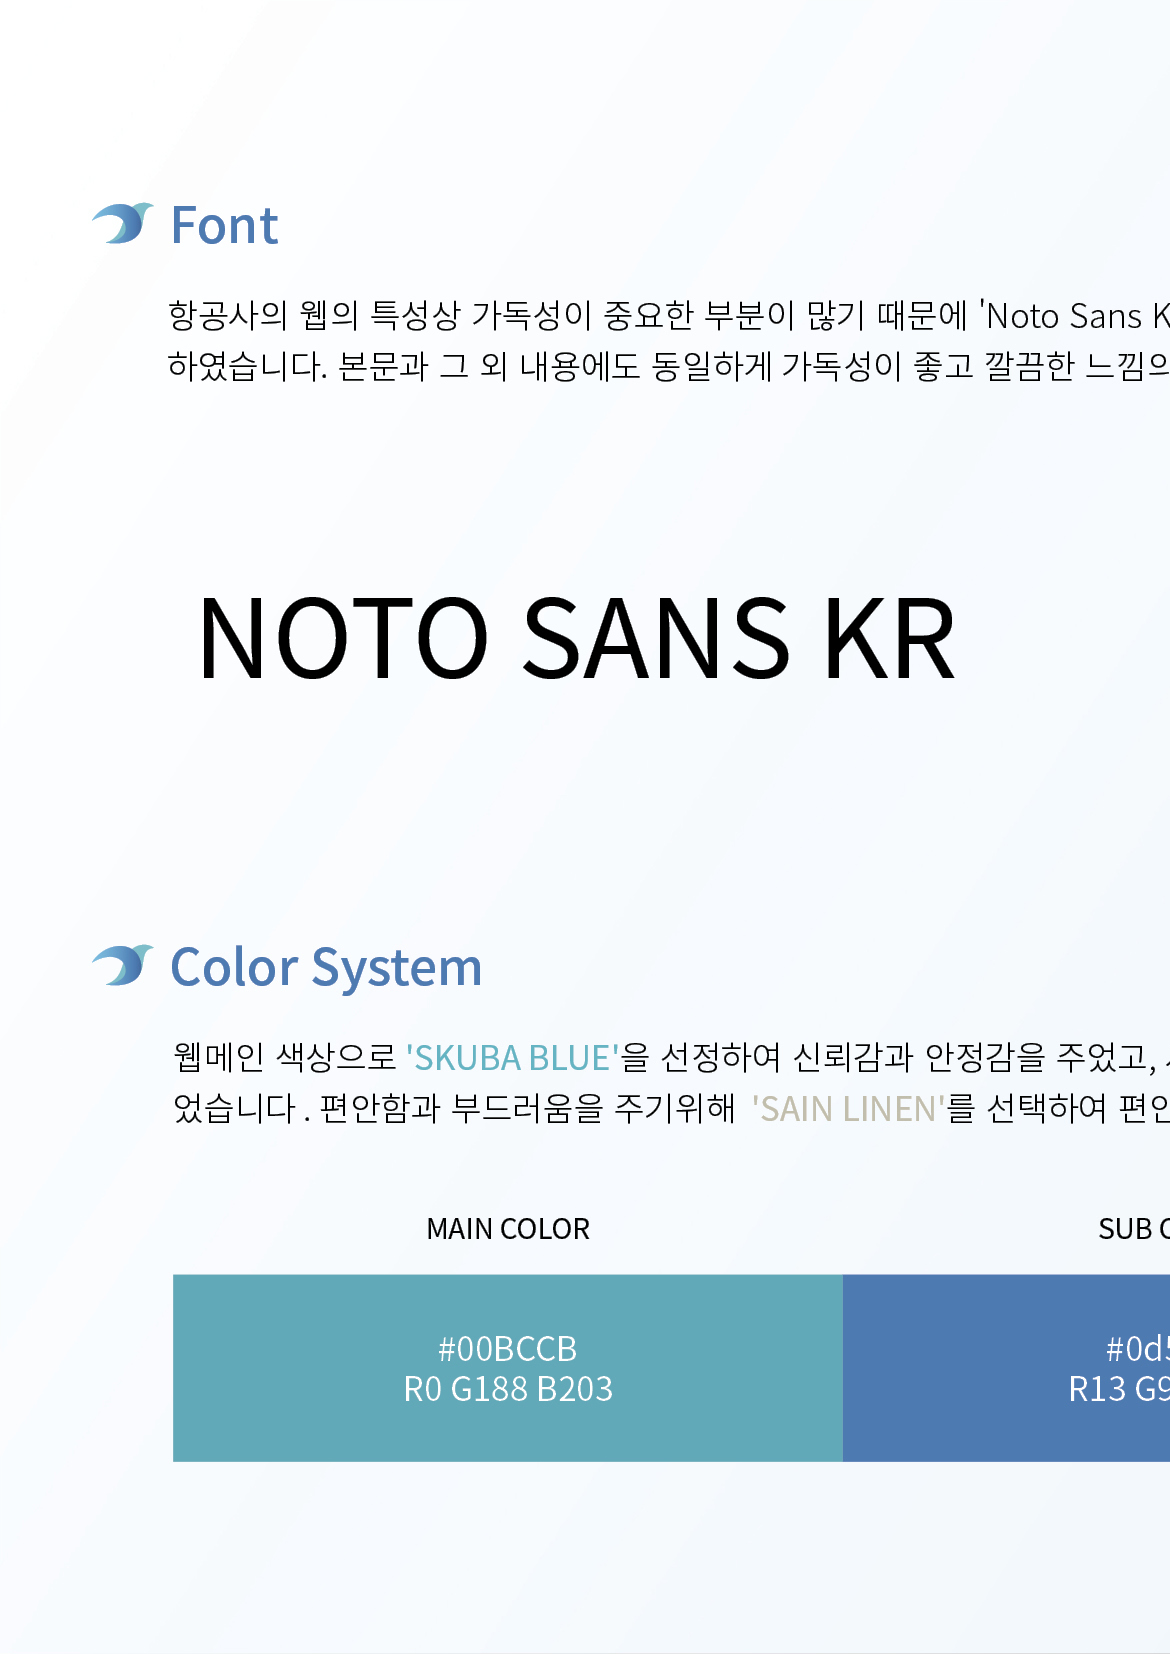 Font
항공사의 웹의 특성상 가독성이 중요한 부분이 많기 때문에 'Noto Sans K
하였습니다. 본문과 그 외 내용에도 동일하게 가독성이 좋고 깔끔한
NOTO SANS KR
Color System
웹메인 색상으로 'SKUBA BLUE'을 선정하여 신뢰감과 안정감을 주었고,
었습니다 . 편안함과 부드러움을 주기위해 'SAIN LINEN'를 선택하여
MAIN COLOR
SUB
#00BCCB
R0 G188 B203
#0d5
R13 G9